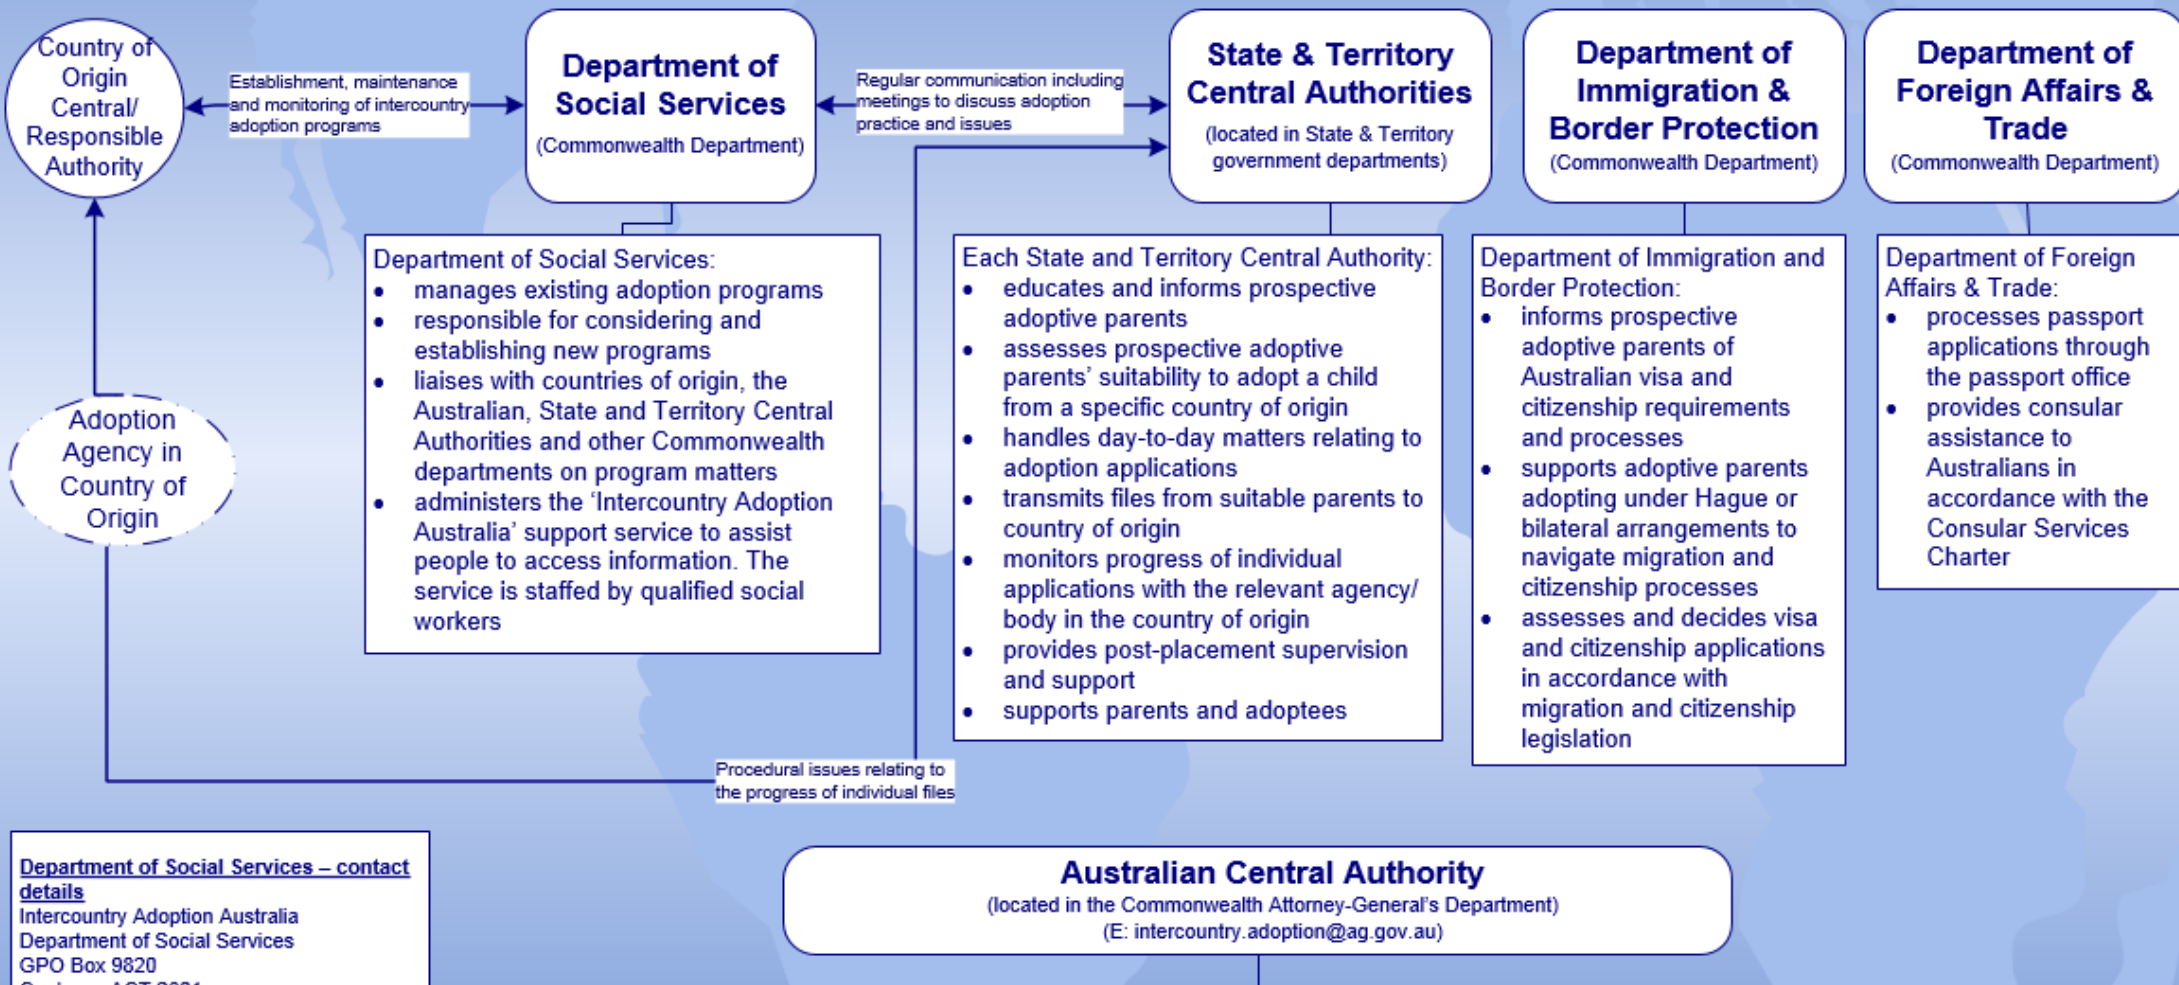 Country of
Origin
Central/
Responsible
Authority
Establishment, maintenance
and monitoring of intercountry
adoption programs
Department of
Social Services
(Commonwealth Department)
Regular communication including
meetings to discuss adoption
practice and issues
State & Territory
Central Authorities
(located in State & Territory
government departments)
Department of
Immigration &
Border Protection
(Commonwealth Department)
Department of
Foreign Affairs &
Trade
(Commonwealth Department)
Adoption
Agency in
Country of
Origin
Department of Social Services:
• manages existing adoption programs
• responsible for considering and
establishing new programs
• liaises with countries of origin, the
Australian, State and Territory Central
Authorities and other Commonwealth
departments on program matters
• administers the ‘Intercountry Adoption
Australia’ support service to assist
people to access information. The
service is staffed by qualified social
workers
Each State and Territory Central Authority:
• educates and informs prospective
adoptive parents
• assesses prospective adoptive
parents’ suitability to adopt a child
from a specific country of origin
• handles day-to-day matters relating to
adoption applications
• transmits files from suitable parents to
country of origin
• monitors progress of individual
applications with the relevant agency/
body in the country of origin
• provides post-placement supervision
and support
• supports parents and adoptees
Department of Immigration and
Border Protection:
• informs prospective
adoptive parents of
Australian visa and
citizenship requirements
and processes
• supports adoptive parents
adopting under Hague or
bilateral arrangements to
navigate migration and
citizenship processes
• assesses and decides visa
and citizenship applications
in accordance with
migration and citizenship
legislation
Department of Foreign
Affairs & Trade:
• processes passport
applications through
the passport office
• provides consular
assistance to
Australians in
accordance with the
Consular Services
Charter
Procedural issues relating to
the progress of individual files
Department of Social Services – contact
details
Intercountry Adoption Australia
Department of Social Services
GPO Box 9820
Australian Central Authority
(located in the Commonwealth Attorney-General’s Department)
(E: intercountry.adoption@ag.gov.au)